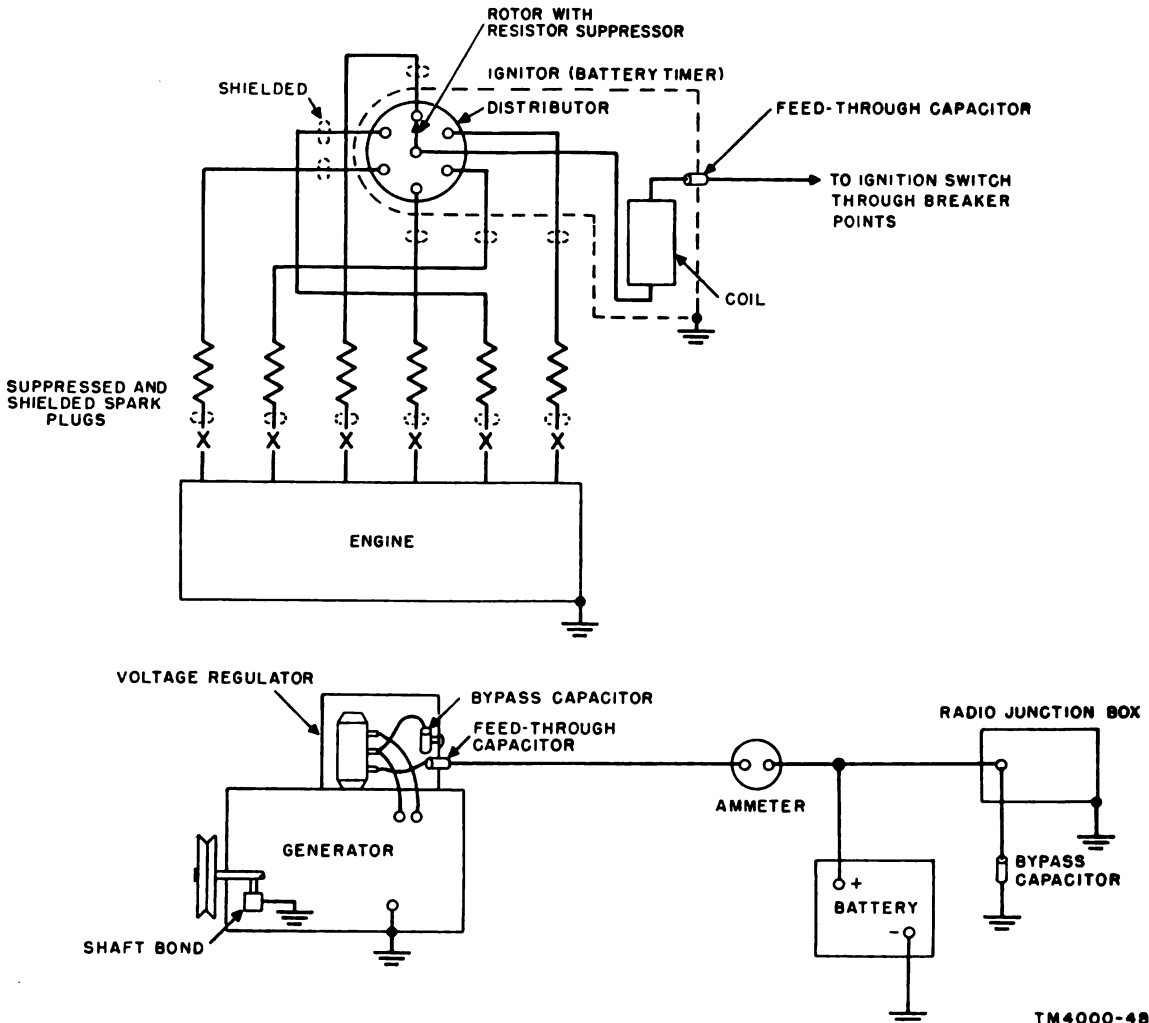 ROTOR WITH
RESISTOR SUPPRESSOR
IGNITOR (BATTERY TIMER)
SHIELDED
DISTRIBUTOR
FEED-THROUGH CAPACITOR
TO IGNITION SWITCH
THROUGH BREAKER
POINTS
COIL
SUPPRESSED AND
SHIELDED SPARK
PLUGS
X X X X X X
ENGINE
VOLTAGE REGULATOR
BYPASS CAPACITOR
FEED-THROUGH
CAPACITOR
RADIO JUNCTION BOX
AMMETER
GENERATOR
BYPASS
CAPACITOR
+
BATTERY
-
SHAFT BOND
TM4000-48